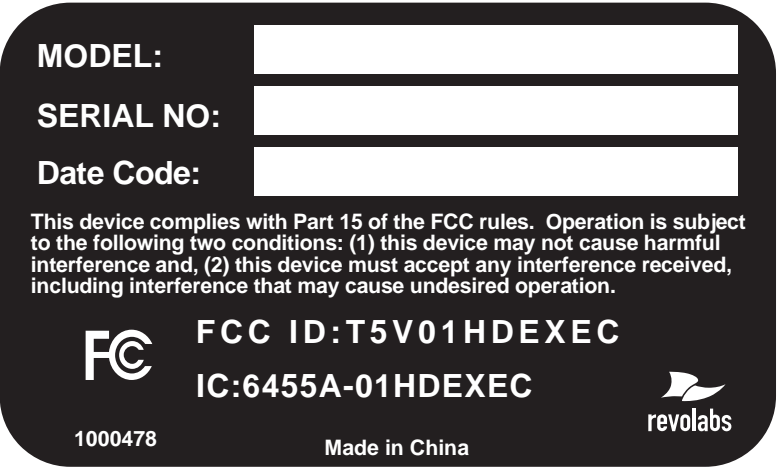 MODEL:
SERIAL NO:
Date Code:
This device complies with Part 15 of the FCC rules.  Operation is subject
to the following two conditions: (1) this device may not cause harmful
interference and, (2) this device must accept any interference received,
including interference that may cause undesired operation.
FC FCC ID:T5V01HDEXEC
IC:6455A-01HDEXEC
revolabs
1000478
Made in China